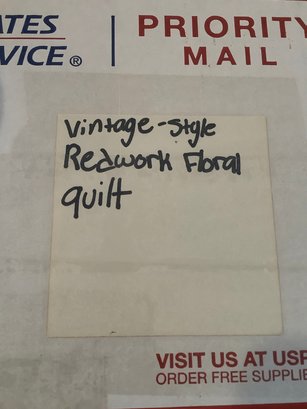 ATES
VICE®
PRIORITY
MAIL
Vintage-Style
Redwork Floral
quilt
VISIT US AT USP
ORDER FREE SUPPLIE